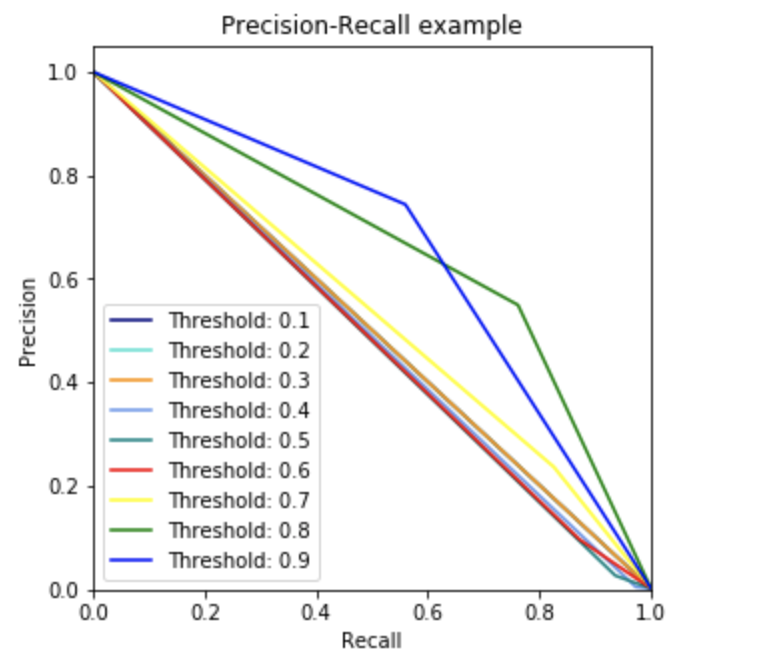 Precision-Recall example
1.0
0.8
0.6
0.4
0.2
0.0
Precision
Threshold: 0.1
Threshold: 0.2
Threshold: 0.3
Threshold: 0.4
Threshold: 0.5
Threshold: 0.6
Threshold: 0.7
Threshold: 0.8
Threshold: 0.9
0.0 0.2 0.4 0.6 0.8 1.0
Recall